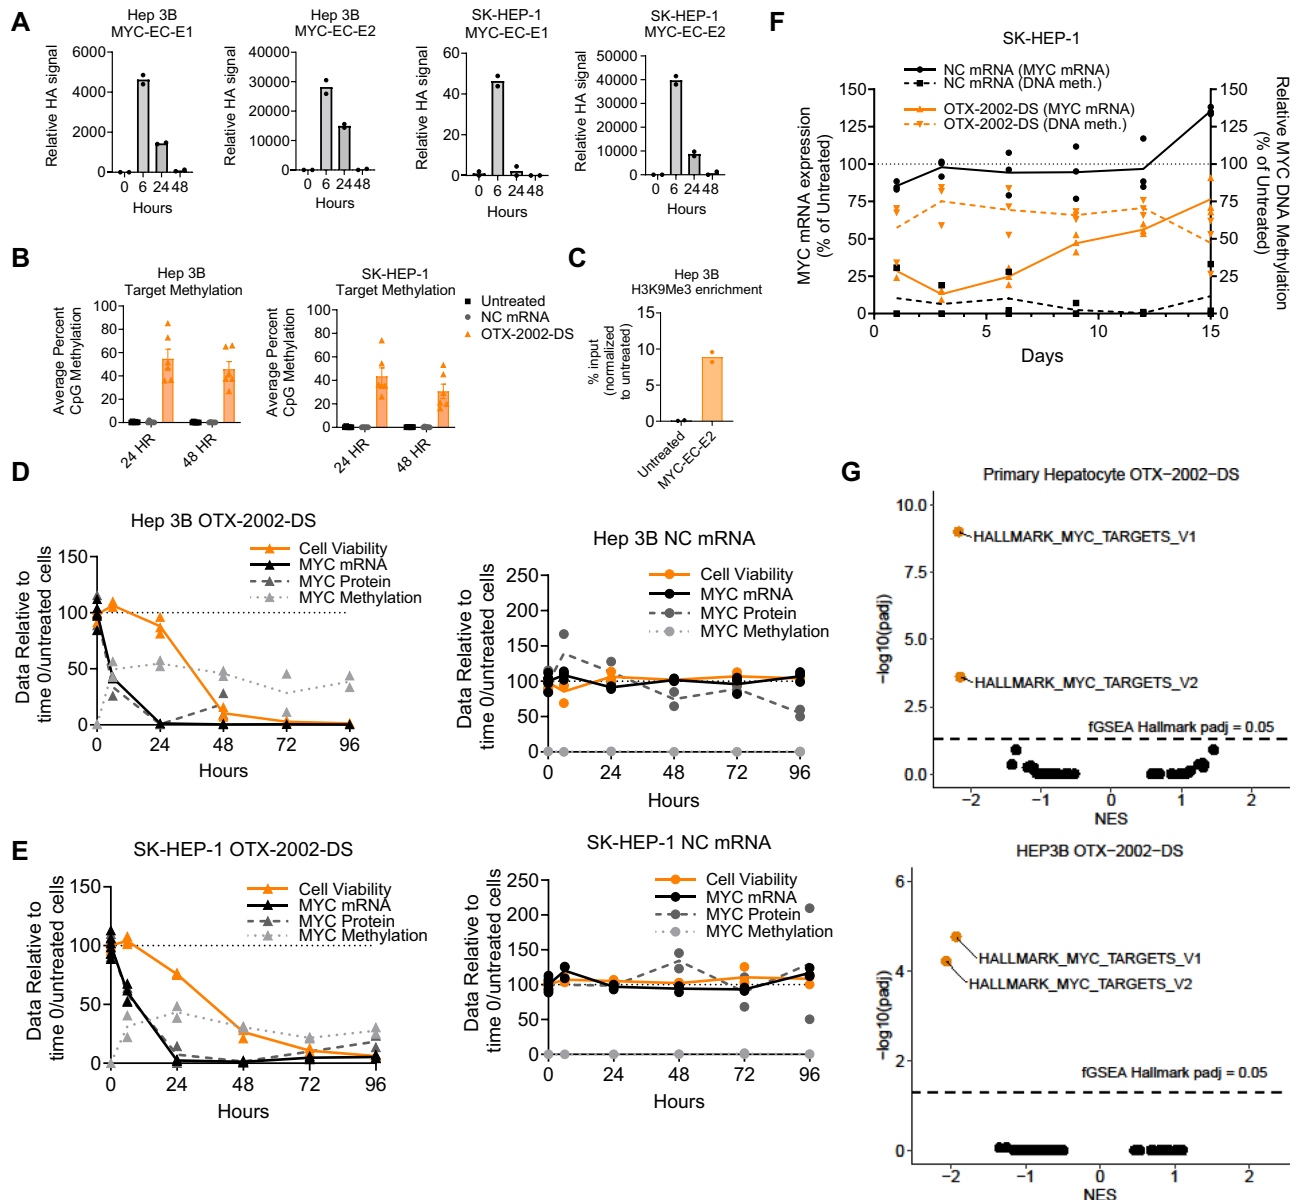 A
Hep 3B
MYC-EC-E1
Relative HA signal
6000
4000
2000
0
0 6 24 48
Hours
Hep 3B
MYC-EC-E2
Relative HA signal
40000
30000
20000
10000
0
0 6 24 48
Hours
SK-HEP-1
MYC-EC-E1
Relative HA signal
60
40
20
0
0 6 24 48
Hours
SK-HEP-1
MYC-EC-E2
Relative HA signal
50000
40000
30000
20000
10000
0
0 6 24 48
Hours
B
Hep 3B
Target Methylation
Average Percent
CpG Methylation
100
80
60
40
20
0
24 HR
48 HR
SK-HEP-1
Target Methylation
Average Percent
CpG Methylation
100
80
60
40
20
0
24 HR
48 HR
Untreated
NC mRNA
OTX-2002-DS
C
Hep 3B
H3K9Me3 enrichment
% input
(normalized
to untreated)
15
10
5
0
Untreated
MYC-EC-E2
D
Hep 3B OTX-2002-DS
Data Relative to
time 0/untreated cells
150
100
50
0
0 24 48 72 96
Hours
Cell Viability
MYC mRNA
MYC Protein
MYC Methylation
Hep 3B NC mRNA
Data Relative to
time 0/untreated cells
250
200
150
100
50
0
0 24 48 72 96
Hours
Cell Viability
MYC mRNA
MYC Protein
MYC Methylation
E
SK-HEP-1 OTX-2002-DS
Data Relative to
time 0/untreated cells
150
100
50
0
0 24 48 72 96
Hours
Cell Viability
MYC mRNA
MYC Protein
MYC Methylation
SK-HEP-1 NC mRNA
Data Relative to
time 0/untreated cells
250
200
150
100
50
0
0 24 48 72 96
Hours
Cell Viability
MYC mRNA
MYC Protein
MYC Methylation
F
SK-HEP-1
NC mRNA (MYC mRNA)
NC mRNA (DNA meth.)
OTX-2002-DS (MYC mRNA)
OTX-2002-DS (DNA meth.)
MYC mRNA expression
(% of Untreated)
150
125
100
75
50
25
0
0 5 10 15
Days
150
125
100
75
50
25
0
Relative MYC DNA Methylation
(% of Untreated)
G
Primary Hepatocyte OTX−2002−DS
−log10(padj)
10.0
7.5
5.0
2.5
0.0
HALLMARK_MYC_TARGETS_V1
HALLMARK_MYC_TARGETS_V2
fGSEA Hallmark padj = 0.05
−2 −1 0 1 2
NES
HEP3B OTX−2002−DS
−log10(padj)
6
4
2
0
HALLMARK_MYC_TARGETS_V1
HALLMARK_MYC_TARGETS_V2
fGSEA Hallmark padj = 0.05
−2 −1 0 1 2
NES